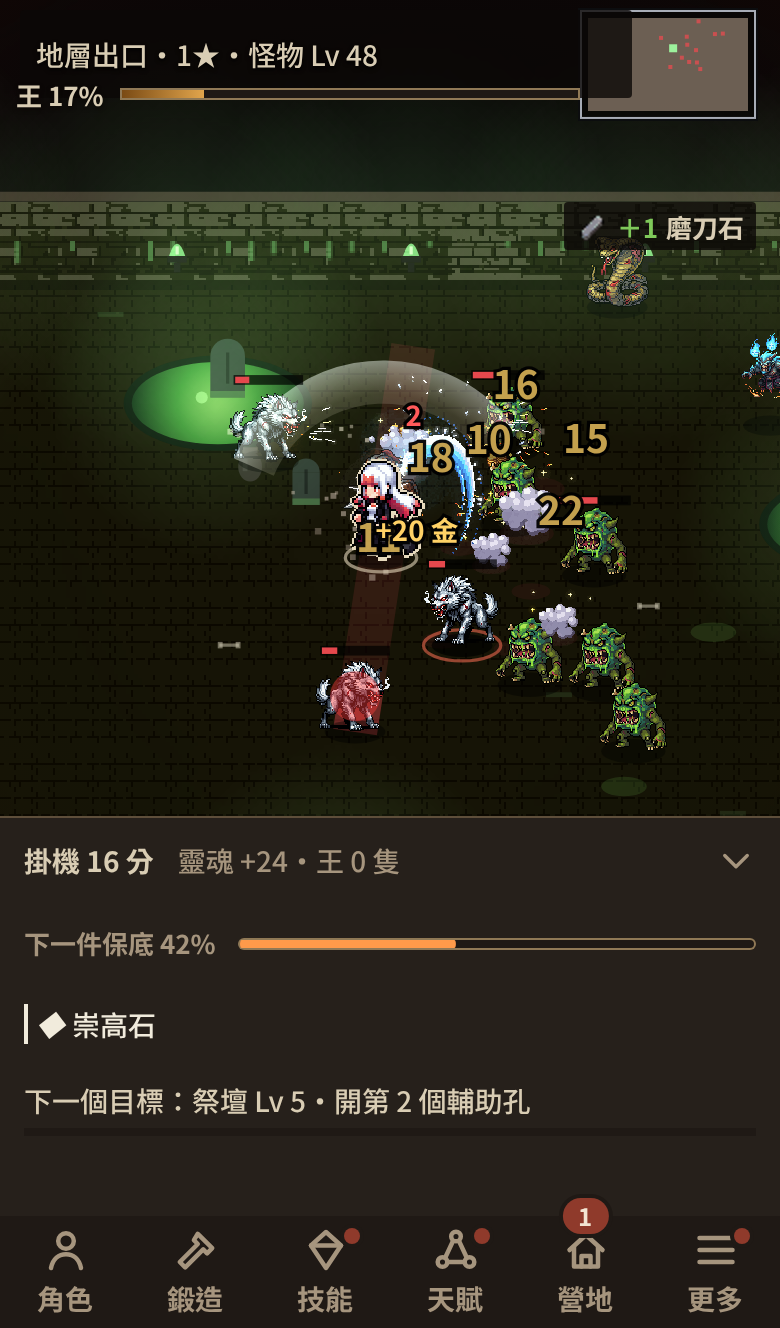 地層出口・1★・怪物 Lv 48
王 17%
+1 磨刀石
16
2
10
15
18
22
+20 金
掛機 16 分 靈魂 +24・王 0 隻
下一件保底 42%
◆ 崇高石
下一個目標：祭壇 Lv 5・開第 2 個輔助孔
1
角色 鍛造 技能 天賦 營地 更多